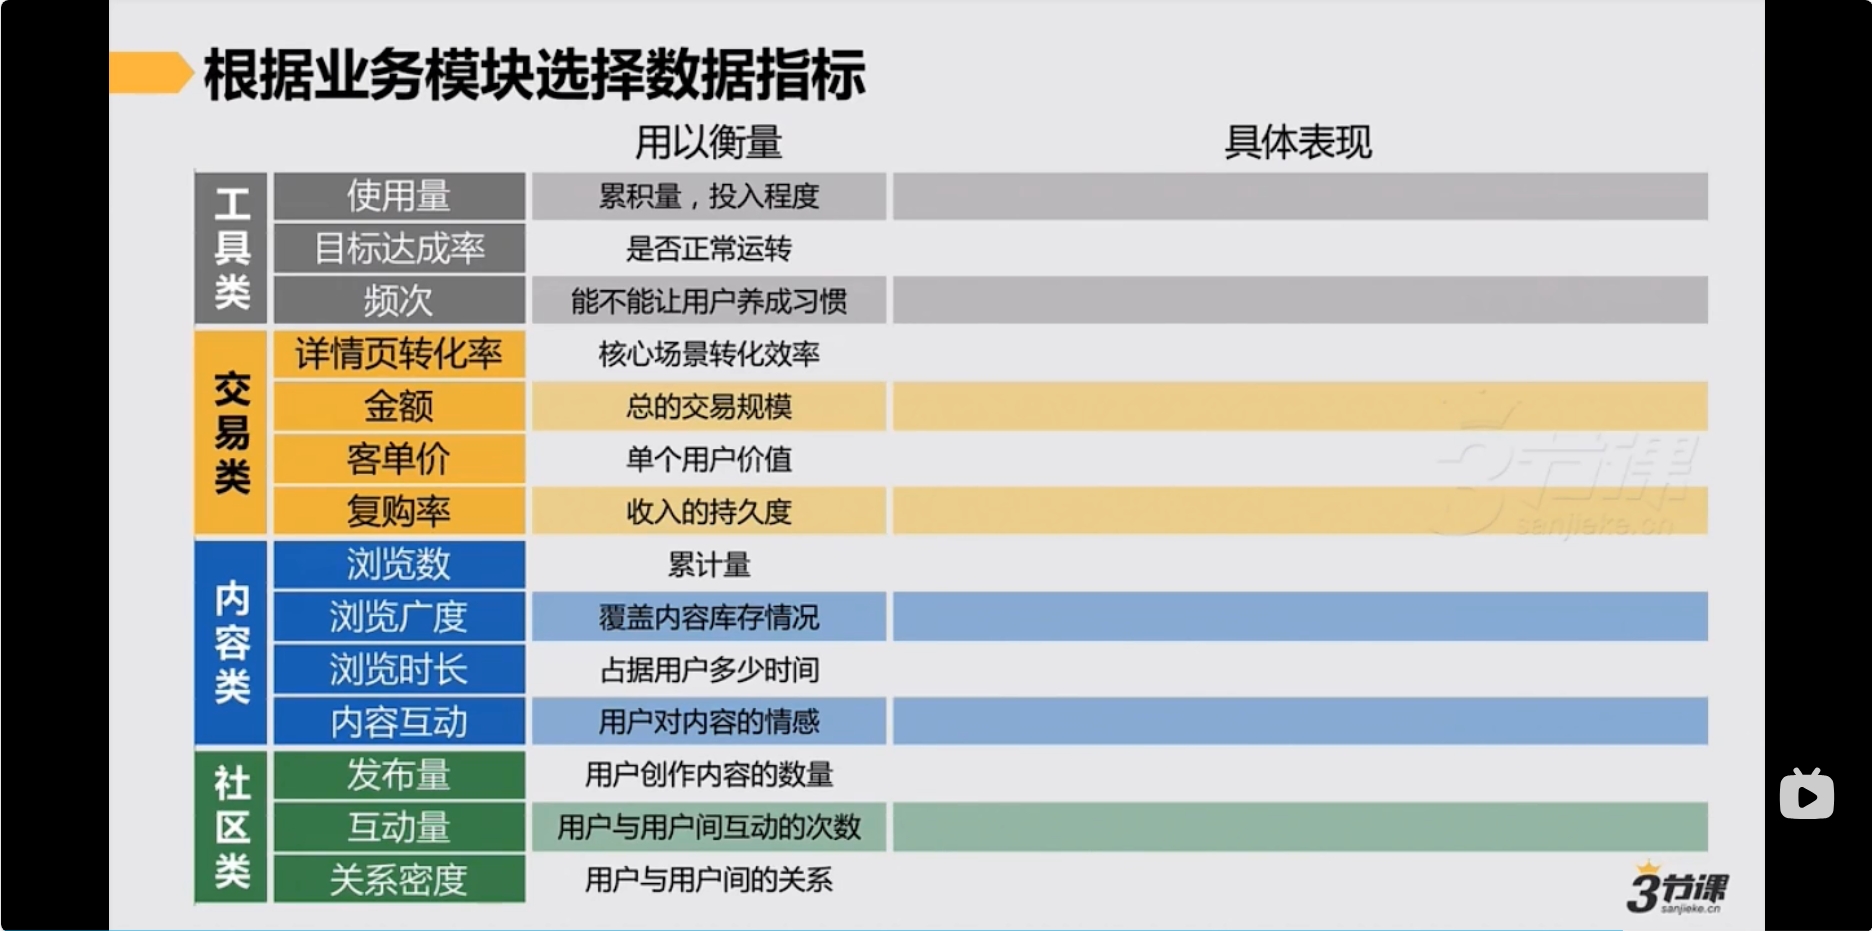 根据业务模块选择数据指标
用以衡量 具体表现
工具类
使用量 累积量，投入程度
目标达成率 是否正常运转
频次 能不能让用户养成习惯
交易类
详情页转化率 核心场景转化效率
金额 总的交易规模
客单价 单个用户价值
复购率 收入的持久度
内容类
浏览数 累计量
浏览广度 覆盖内容库存情况
浏览时长 占据用户多少时间
内容互动 用户对内容的情感
社区类
发布量 用户创作内容的数量
互动量 用户与用户间互动的次数
关系密度 用户与用户间的关系
3节课
sanjieke.cn
3节课
sanjieke.cn